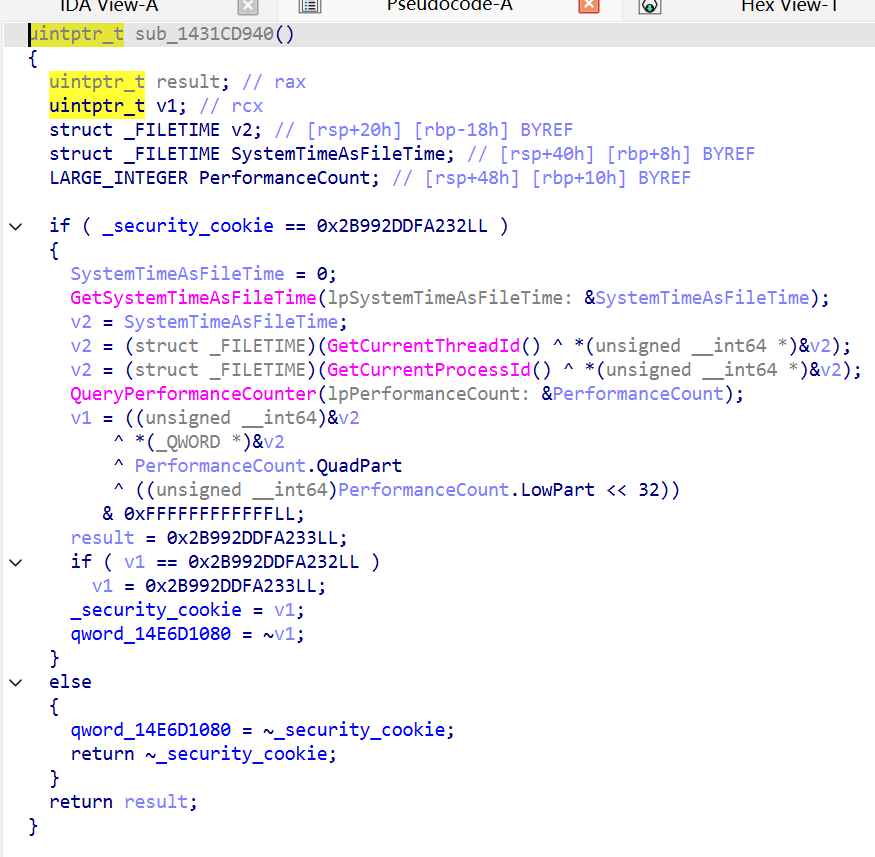 IDA View-A Pseudocode-A Hex View-1
uintptr_t sub_1431CD940()
{
  uintptr_t result; // rax
  uintptr_t v1; // rcx
  struct _FILETIME v2; // [rsp+20h] [rbp-18h] BYREF
  struct _FILETIME SystemTimeAsFileTime; // [rsp+40h] [rbp+8h] BYREF
  LARGE_INTEGER PerformanceCount; // [rsp+48h] [rbp+10h] BYREF
  if ( _security_cookie == 0x2B992DDFA232LL )
  {
    SystemTimeAsFileTime = 0;
    GetSystemTimeAsFileTime(lpSystemTimeAsFileTime: &SystemTimeAsFileTime);
    v2 = SystemTimeAsFileTime;
    v2 = (struct _FILETIME)(GetCurrentThreadId() ^ *(unsigned __int64 *)&v2);
    v2 = (struct _FILETIME)(GetCurrentProcessId() ^ *(unsigned __int64 *)&v2);
    QueryPerformanceCounter(lpPerformanceCount: &PerformanceCount);
    v1 = ((unsigned __int64)&v2
        ^ *(_QWORD *)&v2
        ^ PerformanceCount.QuadPart
        ^ ((unsigned __int64)PerformanceCount.LowPart << 32))
       & 0xFFFFFFFFFFFFLL;
    result = 0x2B992DDFA233LL;
    if ( v1 == 0x2B992DDFA232LL )
      v1 = 0x2B992DDFA233LL;
    _security_cookie = v1;
    qword_14E6D1080 = ~v1;
  }
  else
  {
    qword_14E6D1080 = ~_security_cookie;
    return ~_security_cookie;
  }
  return result;
}